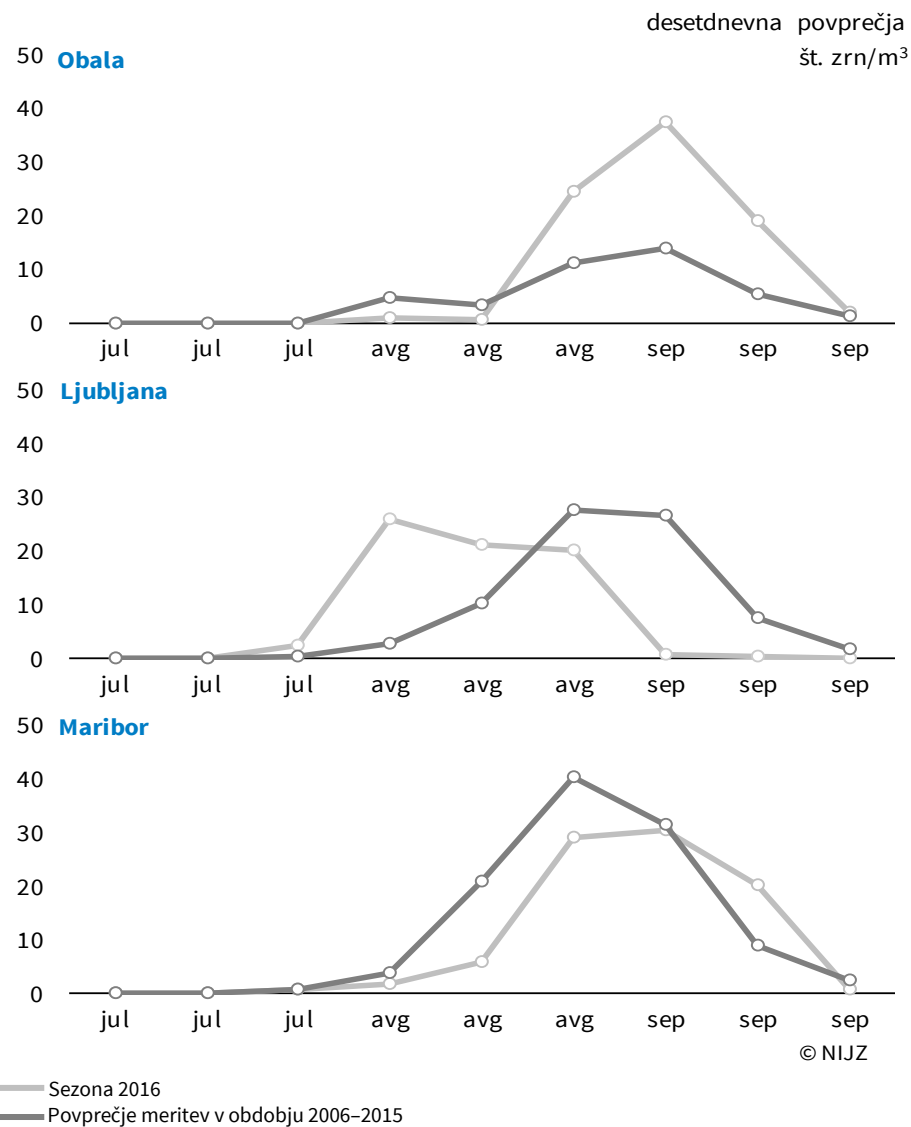 desetdnevna povprečja
št. zrn/m³
50 Obala
40
30
20
10
0
jul jul jul avg avg avg sep sep sep
50 Ljubljana
40
30
20
10
0
jul jul jul avg avg avg sep sep sep
50 Maribor
40
30
20
10
0
jul jul jul avg avg avg sep sep sep
© NIJZ
Sezona 2016
Povprečje meritev v obdobju 2006–2015